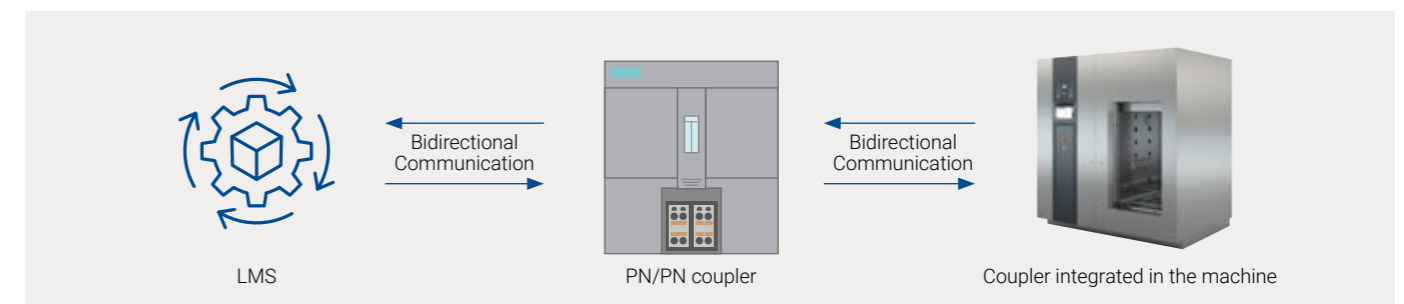 Bidirectional
Communication
Bidirectional
Communication
LMS
PN/PN coupler
Coupler integrated in the machine